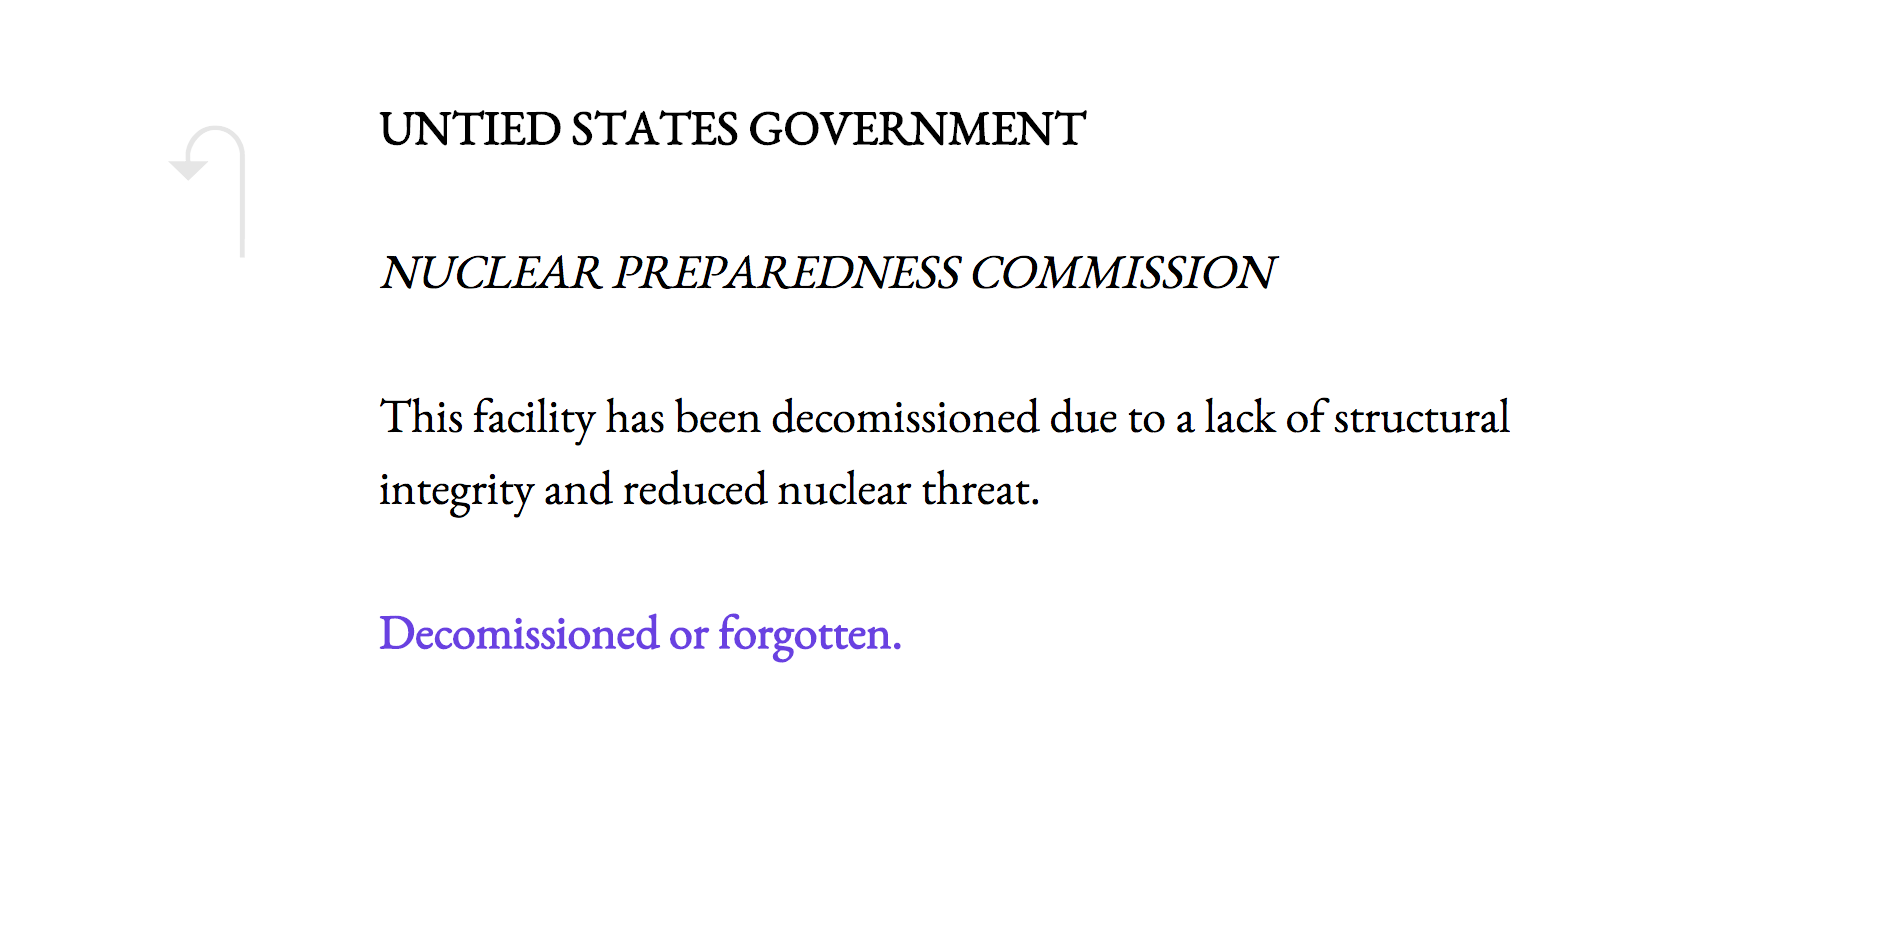 UNTIED STATES GOVERNMENT
NUCLEAR PREPAREDNESS COMMISSION
This facility has been decomissioned due to a lack of structural
integrity and reduced nuclear threat.
Decomissioned or forgotten.